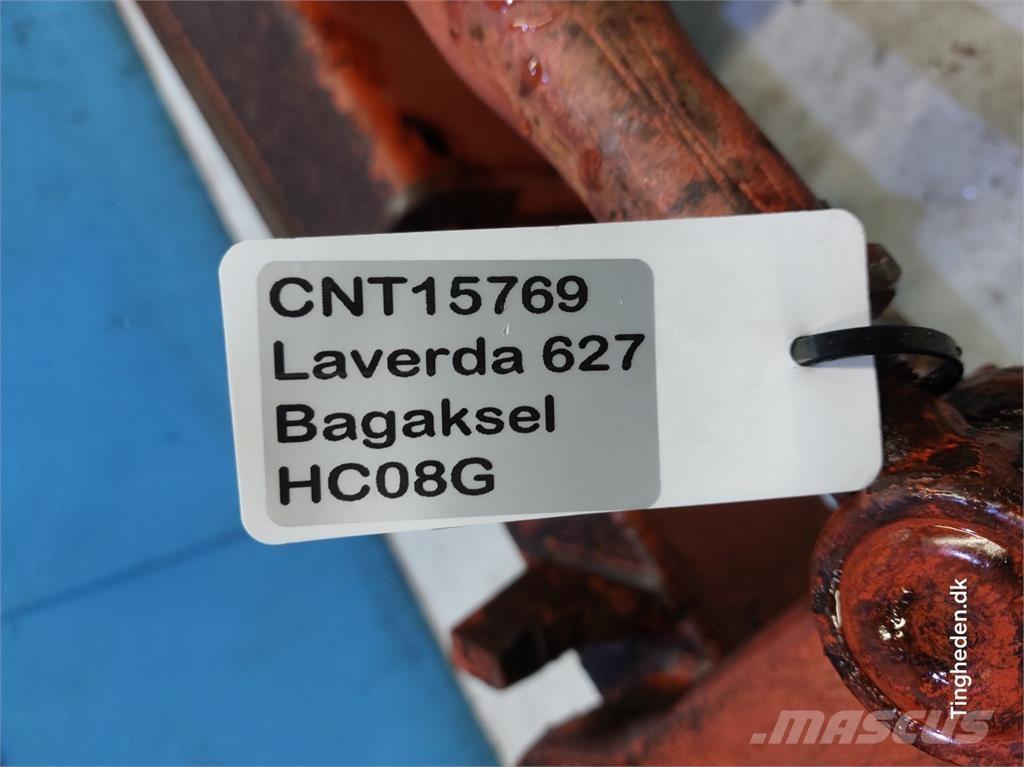 CNT15769
Laverda 627
Bagaksel
HC08G
Tingheden.dk
MASCUS